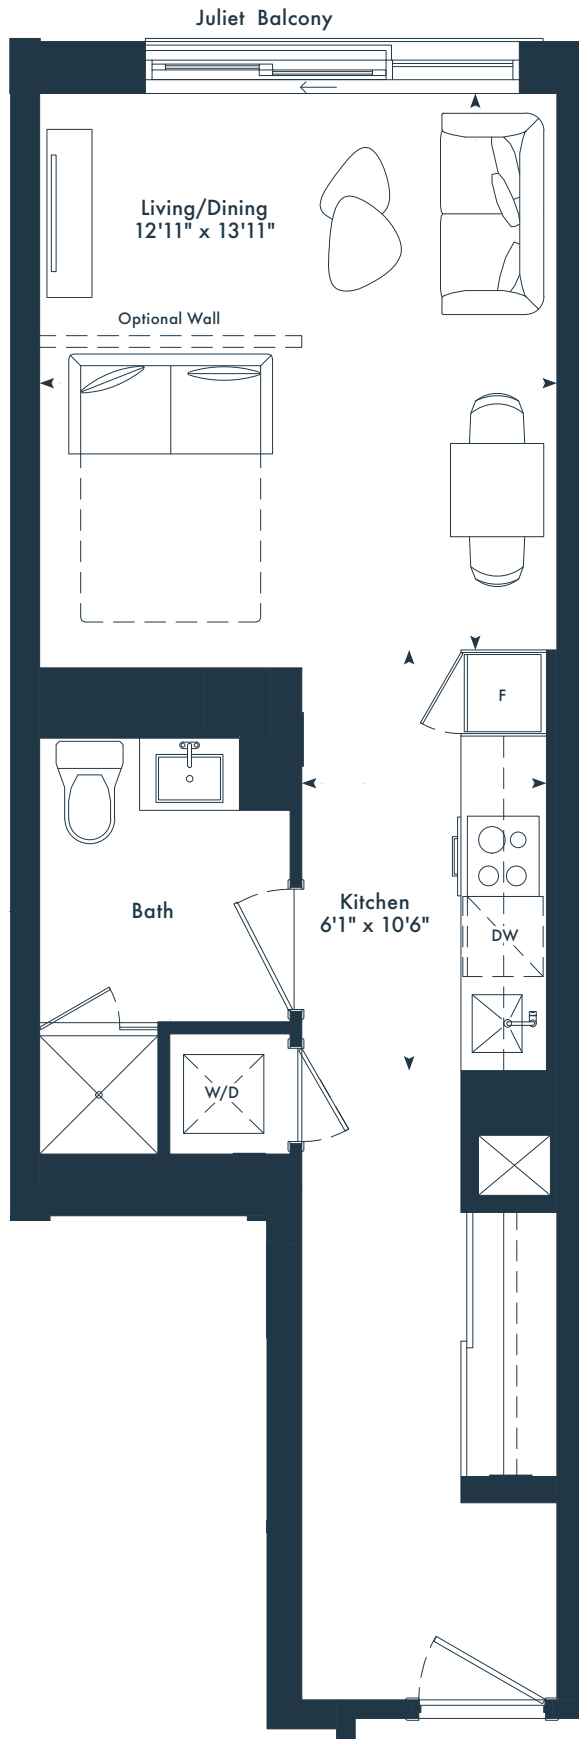 Juliet Balcony
Living/Dining
12'11" x 13'11"
Optional Wall
F
Kitchen
6'1" x 10'6"
Bath
DW
W/D